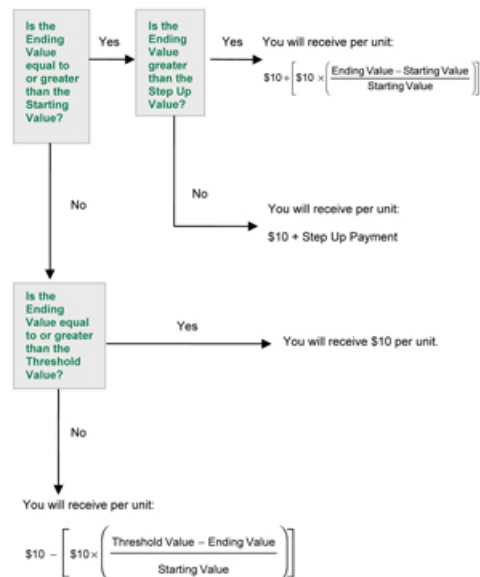 Is the
Ending
Value
equal to
or greater
than the
Starting
Value?
Yes
Is the
Ending
Value
greater
than the
Step Up
Value?
Yes
You will receive per unit:
$10+[$10 ×(Ending Value – Starting Value
Starting Value)]
No
No
You will receive per unit:
$10 + Step Up Payment
Is the
Ending
Value equal
to or greater
than the
Threshold
Value?
Yes
You will receive $10 per unit.
No
You will receive per unit:
$10 – [$10×(Threshold Value – Ending Value
Starting Value)]